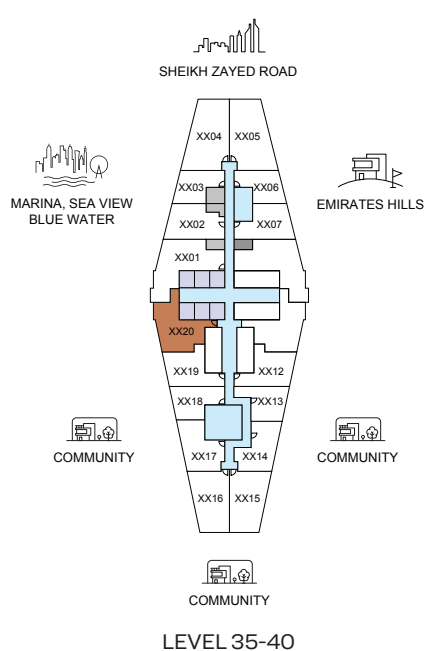 SHEIKH ZAYED ROAD
XX04 XX05
XX03 XX06
MARINA, SEA VIEW
BLUE WATER
EMIRATES HILLS
XX02 XX07
XX01
XX20
XX19 XX12
XX18 XX13
COMMUNITY
XX17 XX14
COMMUNITY
XX16 XX15
COMMUNITY
LEVEL 35-40